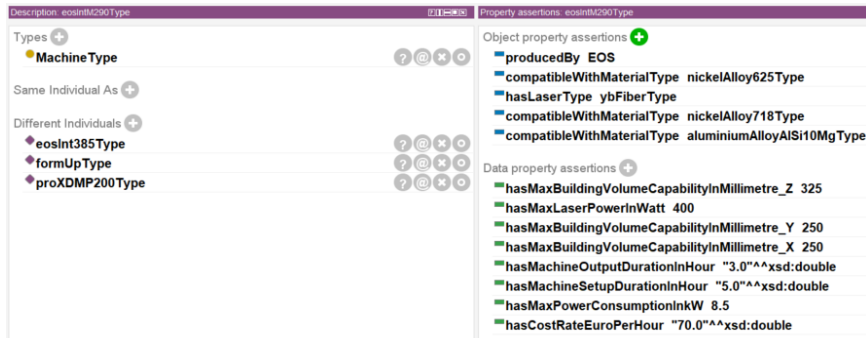 Description: eosIntM290Type
Types
MachineType
Same Individual As
Different Individuals
eosInt385Type
formUpType
proXDMP200Type
Property assertions: eosIntM290Type
Object property assertions
producedBy EOS
compatibleWithMaterialType nickelAlloy625Type
hasLaserType ybFiberType
compatibleWithMaterialType nickelAlloy718Type
compatibleWithMaterialType aluminiumAlloyAlSi10MgType
Data property assertions
hasMaxBuildingVolumeCapabilityInMillimetre_Z 325
hasMaxLaserPowerInWatt 400
hasMaxBuildingVolumeCapabilityInMillimetre_Y 250
hasMaxBuildingVolumeCapabilityInMillimetre_X 250
hasMachineOutputDurationInHour "3.0"^^xsd:double
hasMachineSetupDurationInHour "5.0"^^xsd:double
hasMaxPowerConsumptionInkW 8.5
hasCostRateEuroPerHour "70.0"^^xsd:double